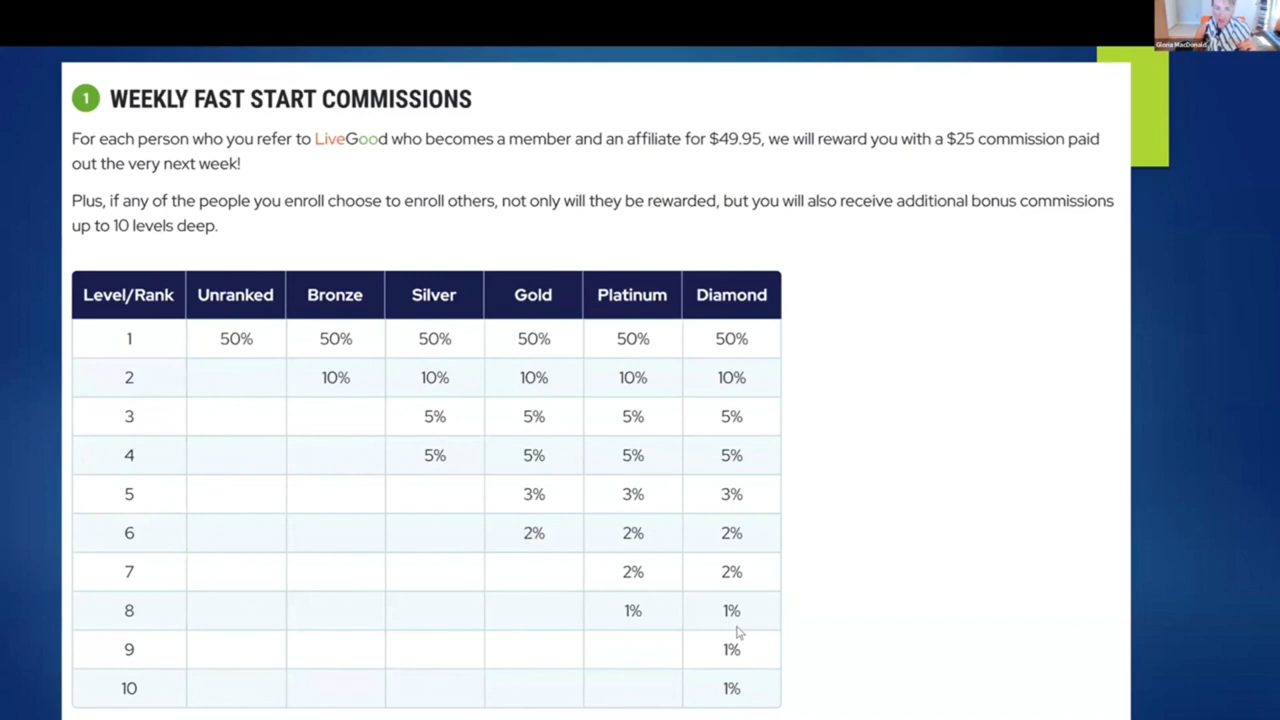 Gloria MacDonald
1 WEEKLY FAST START COMMISSIONS
For each person who you refer to LiveGood who becomes a member and an affiliate for $49.95, we will reward you with a $25 commission paid
out the very next week!
Plus, if any of the people you enroll choose to enroll others, not only will they be rewarded, but you will also receive additional bonus commissions
up to 10 levels deep.
Level/Rank Unranked Bronze Silver Gold Platinum Diamond
1 50% 50% 50% 50% 50% 50%
2 10% 10% 10% 10% 10%
3 5% 5% 5% 5%
4 5% 5% 5% 5%
5 3% 3% 3%
6 2% 2% 2%
7 2% 2%
8 1% 1%
9 1%
10 1%